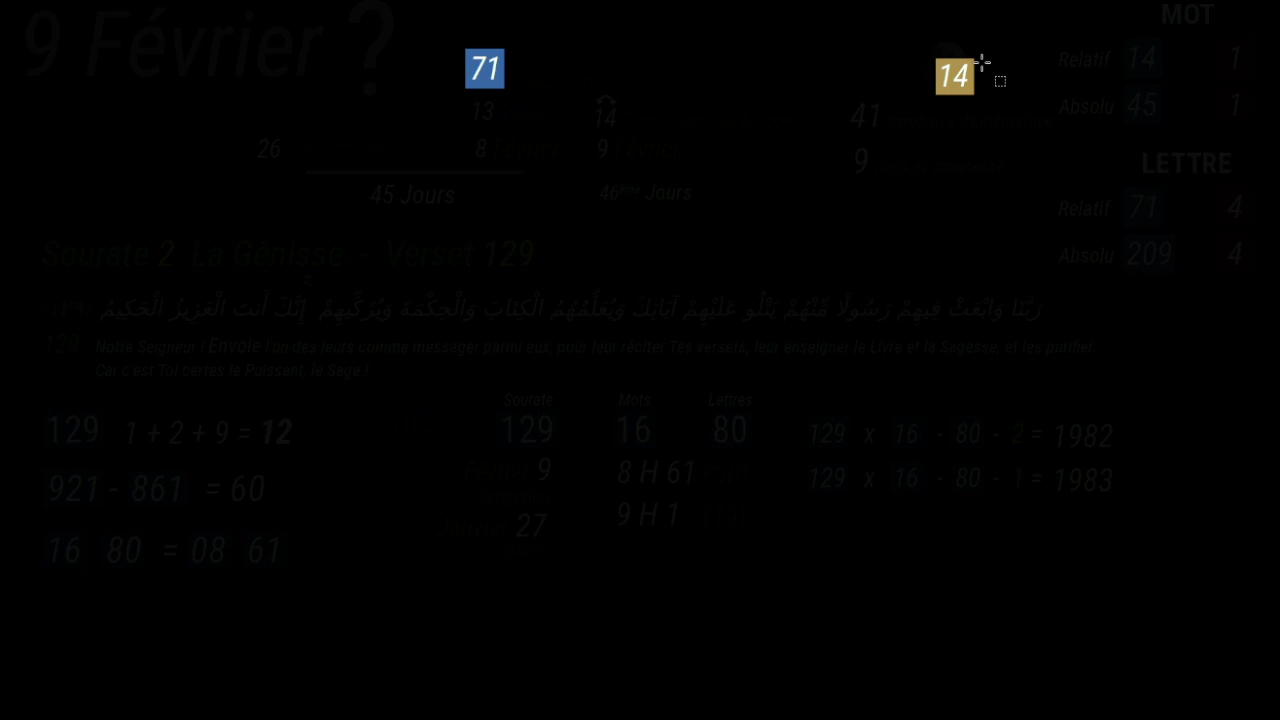 9 Février ?
71
14
MOT
Relatif 14 1
Absolu 45 1
13
14
41
26
8 Février
9 Février
9
45 Jours
46ème Jours
LETTRE
Relatif 71 4
Absolu 209 4
Sourate 2 La Génisse - Verset 129
رَبَّنَا وَابْعَثْ فِيهِمْ رَسُولًا مِّنْهُمْ يَتْلُو عَلَيْهِمْ آيَاتِكَ وَيُعَلِّمُهُمُ الْكِتَابَ وَالْحِكْمَةَ وَيُزَكِّيهِمْ ۚ إِنَّكَ أَنتَ الْعَزِيزُ الْحَكِيمُ
129 Notre Seigneur ! Envoie l'un des leurs comme messager parmi eux, pour leur réciter Tes versets, leur enseigner le Livre et la Sagesse, et les purifier.
Car c'est Toi certes le Puissant, le Sage !
Sourate Mots Lettres
129 1 + 2 + 9 = 12
129 16 80
129 x 16 - 80 - 2 = 1982
Février 9
8 H 61
129 x 16 - 80 - 1 = 1983
921 - 861 = 60
Janvier 27
9 H 1
16 80 = 08 61